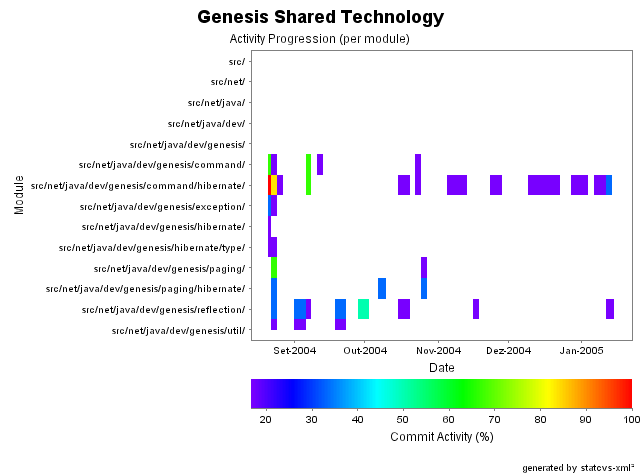 Genesis Shared Technology
Activity Progression (per module)
src/
src/net/
src/net/java/
src/net/java/dev/
src/net/java/dev/genesis/
src/net/java/dev/genesis/command/
src/net/java/dev/genesis/command/hibernate/
src/net/java/dev/genesis/exception/
src/net/java/dev/genesis/hibernate/
src/net/java/dev/genesis/hibernate/type/
src/net/java/dev/genesis/paging/
src/net/java/dev/genesis/paging/hibernate/
src/net/java/dev/genesis/reflection/
src/net/java/dev/genesis/util/
Module
Set-2004 Out-2004 Nov-2004 Dez-2004 Jan-2005
Date
20 30 40 50 60 70 80 90 100
Commit Activity (%)
generated by statcvs-xml²